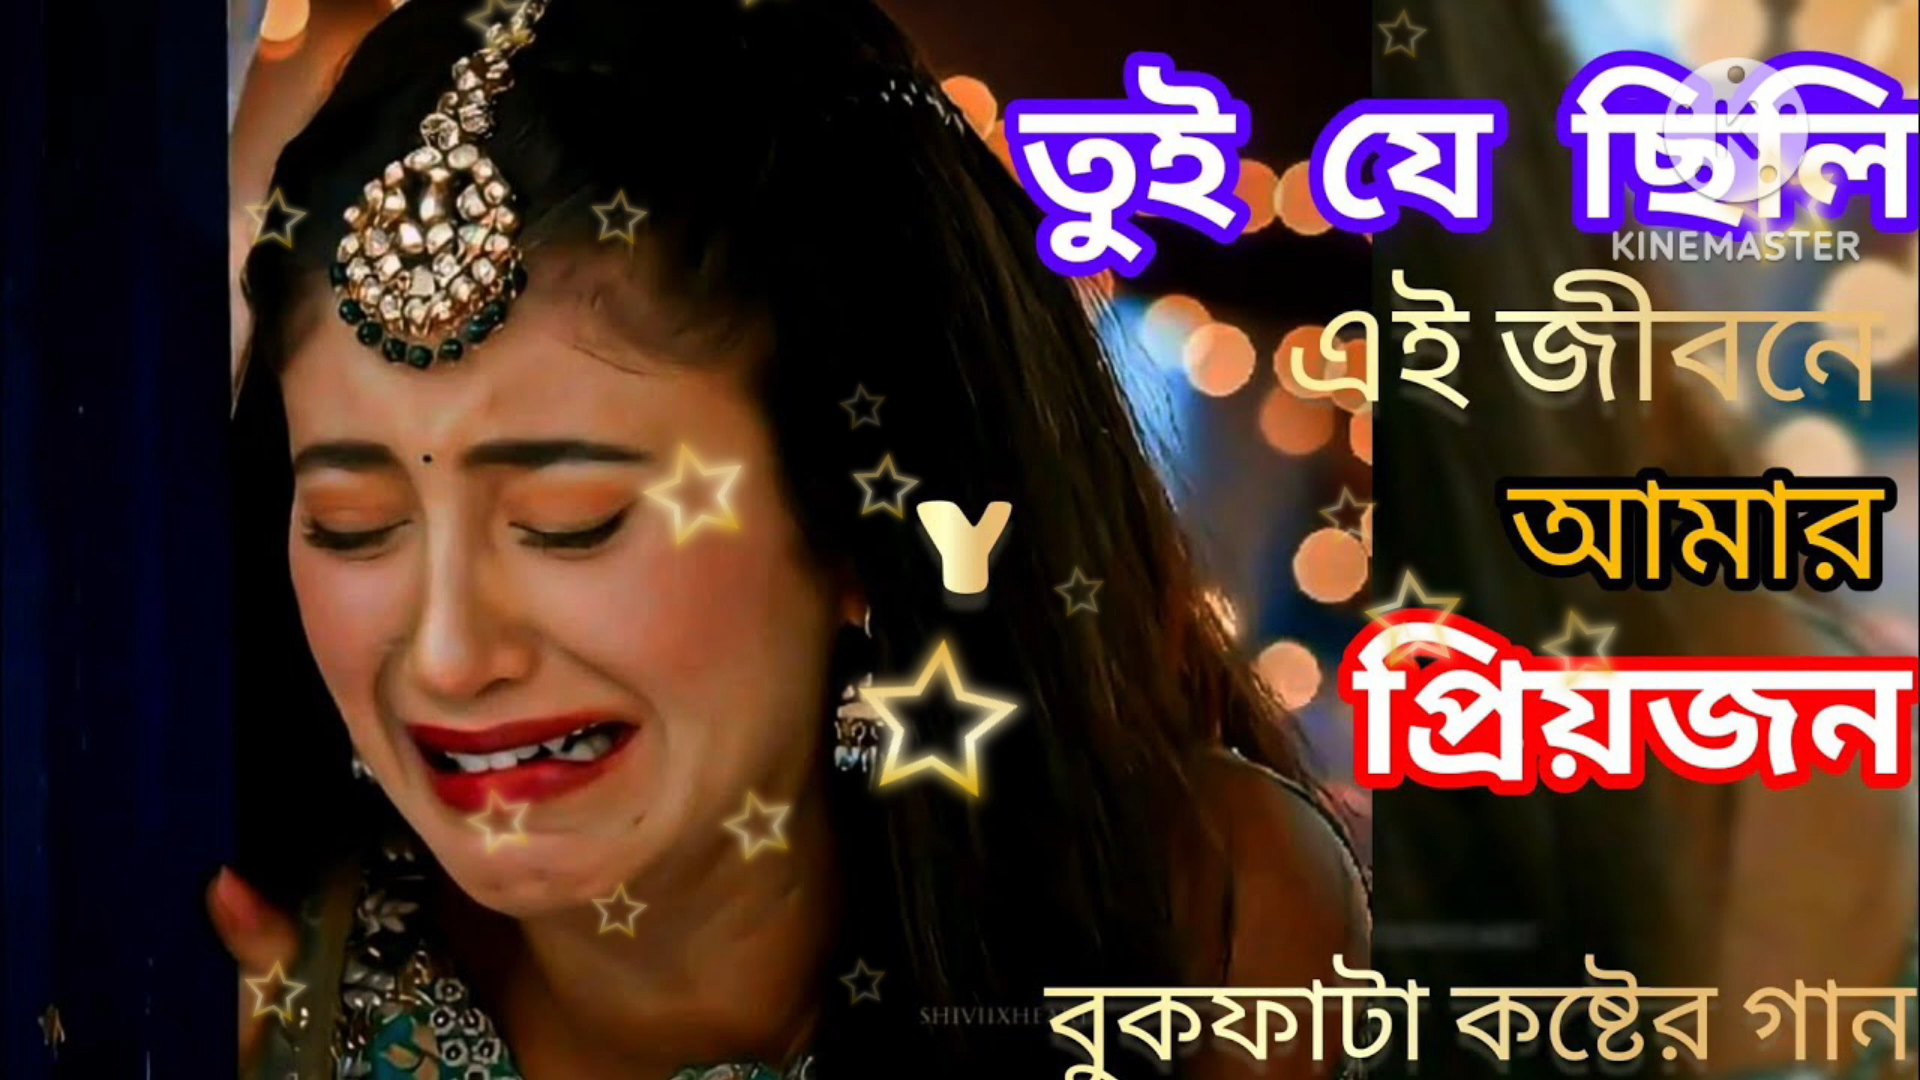 তুই যে ছিলি
KINEMASTER
এই জীবনে
আমার
Y
প্রিয়জন
বুকফাটা কষ্টের গান